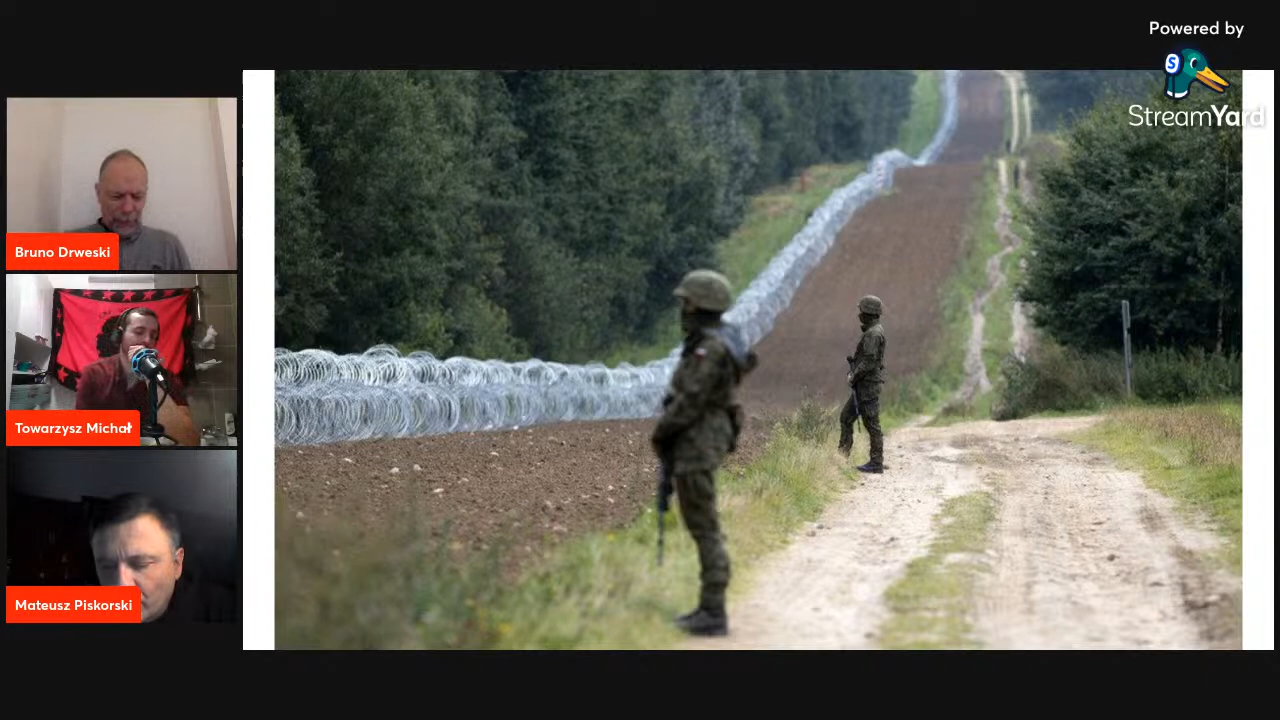 Powered by
StreamYard
Bruno Drweski
Towarzysz Michał
Mateusz Piskorski